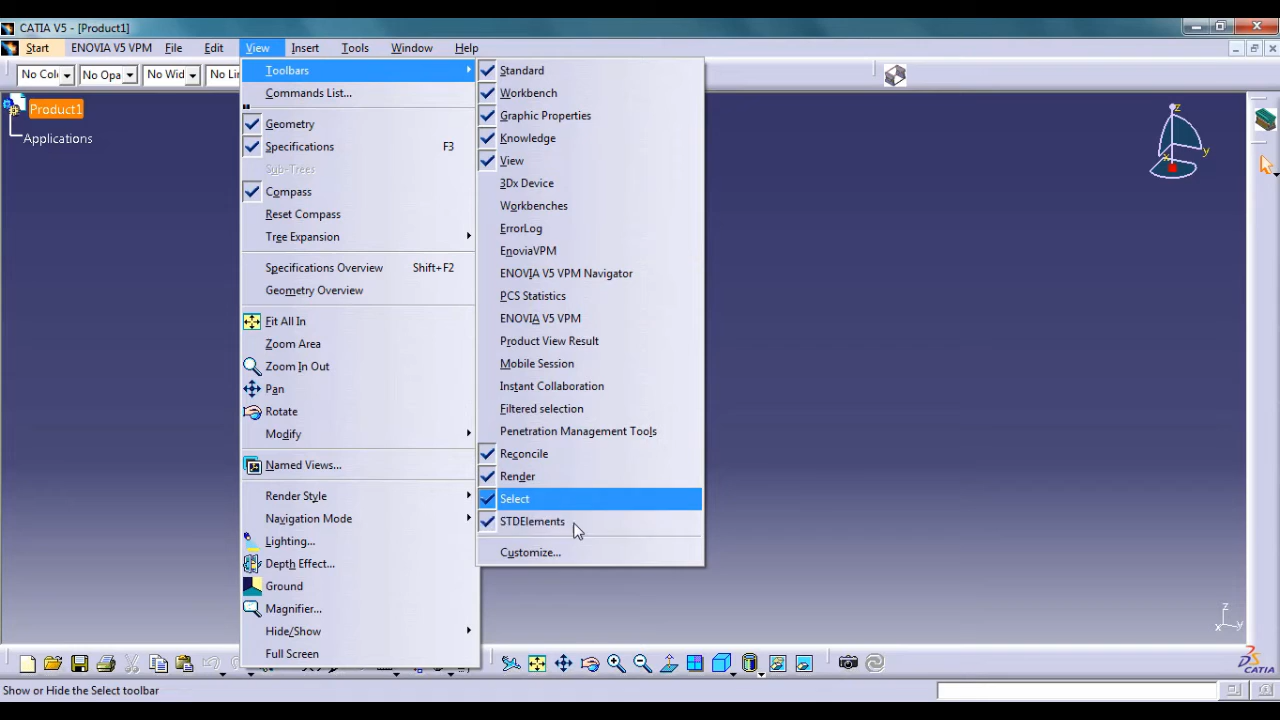 CATIA V5 - [Product1]
Start ENOVIA V5 VPM File Edit View Insert Tools Window Help
No Col No Opa No Wid No Lin
Product1
Applications
Toolbars
Commands List...
Geometry
Specifications F3
Sub-Trees
Compass
Reset Compass
Tree Expansion
Specifications Overview Shift+F2
Geometry Overview
Fit All In
Zoom Area
Zoom In Out
Pan
Rotate
Modify
Named Views...
Render Style
Navigation Mode
Lighting...
Depth Effect...
Ground
Magnifier...
Hide/Show
Full Screen
Standard
Workbench
Graphic Properties
Knowledge
View
3Dx Device
Workbenches
ErrorLog
EnoviaVPM
ENOVIA V5 VPM Navigator
PCS Statistics
ENOVIA V5 VPM
Product View Result
Mobile Session
Instant Collaboration
Filtered selection
Penetration Management Tools
Reconcile
Render
Select
STDElements
Customize...
z
y
x
z
x y
CATIA
Show or Hide the Select toolbar